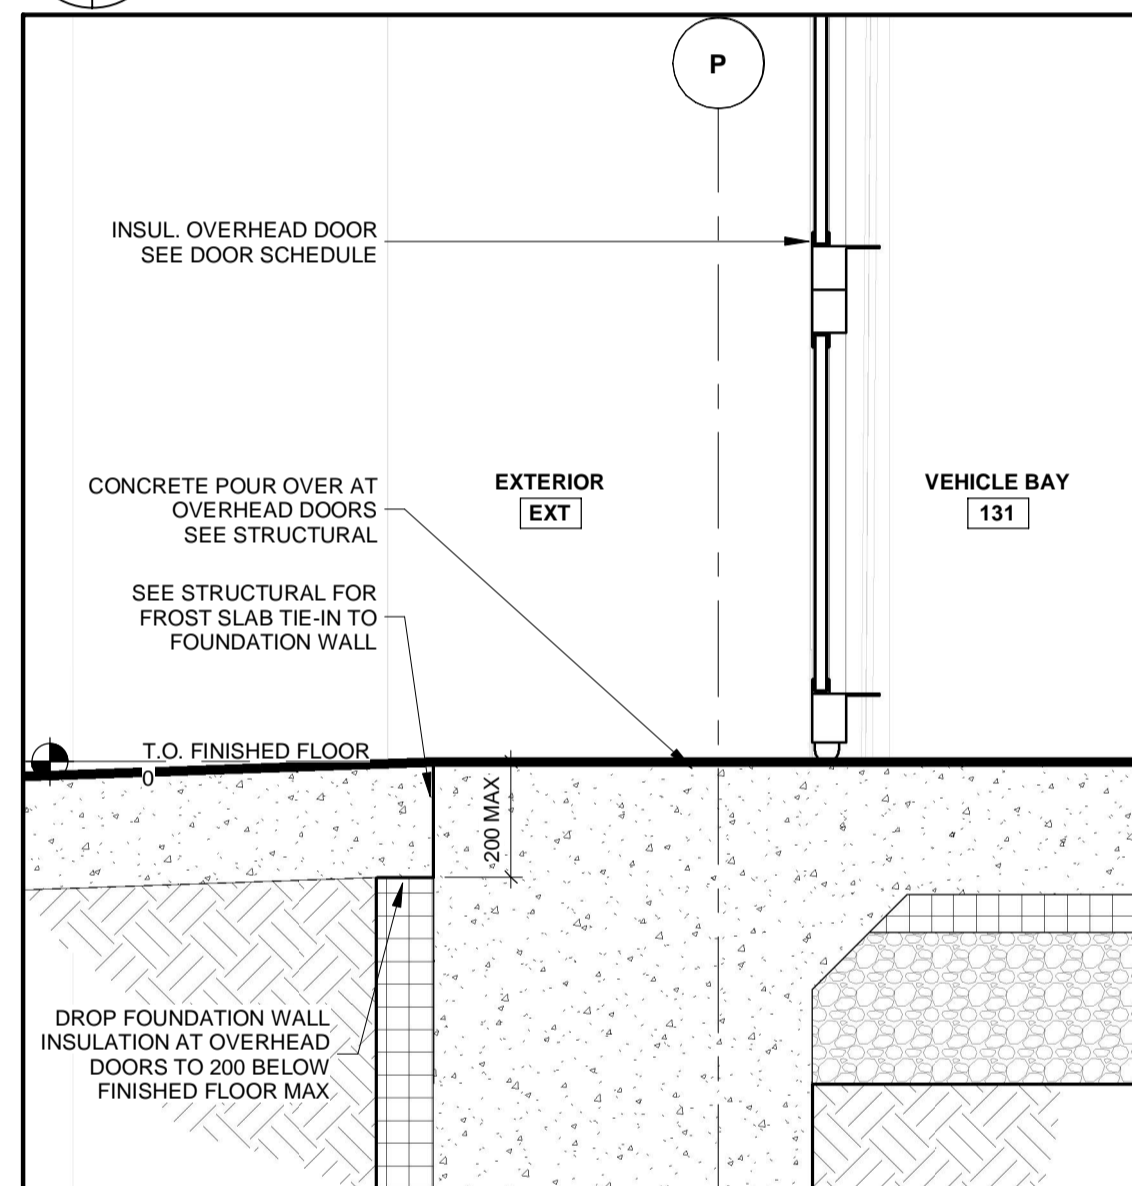 P
INSUL. OVERHEAD DOOR
SEE DOOR SCHEDULE
CONCRETE POUR OVER AT
OVERHEAD DOORS
SEE STRUCTURAL
EXTERIOR
EXT
VEHICLE BAY
131
SEE STRUCTURAL FOR
FROST SLAB TIE-IN TO
FOUNDATION WALL
T.O. FINISHED FLOOR
0
200 MAX
DROP FOUNDATION WALL
INSULATION AT OVERHEAD
DOORS TO 200 BELOW
FINISHED FLOOR MAX